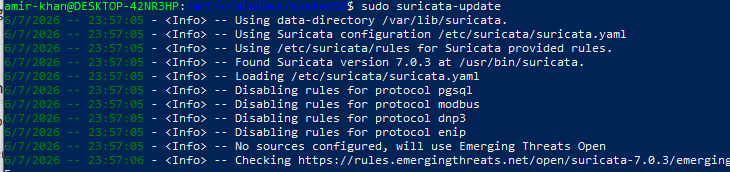 amir-khan@DESKTOP-42NR3HP:$ sudo suricata-update
6/7/2026 -- 23:57:05 - <Info> -- Using data-directory /var/lib/suricata.
6/7/2026 -- 23:57:05 - <Info> -- Using Suricata configuration /etc/suricata/suricata.yaml
6/7/2026 -- 23:57:05 - <Info> -- Using /etc/suricata/rules for Suricata provided rules.
6/7/2026 -- 23:57:05 - <Info> -- Found Suricata version 7.0.3 at /usr/bin/suricata.
6/7/2026 -- 23:57:05 - <Info> -- Loading /etc/suricata/suricata.yaml
6/7/2026 -- 23:57:05 - <Info> -- Disabling rules for protocol pgsql
6/7/2026 -- 23:57:05 - <Info> -- Disabling rules for protocol modbus
6/7/2026 -- 23:57:05 - <Info> -- Disabling rules for protocol dnp3
6/7/2026 -- 23:57:05 - <Info> -- Disabling rules for protocol enip
6/7/2026 -- 23:57:05 - <Info> -- No sources configured, will use Emerging Threats Open
6/7/2026 -- 23:57:06 - <Info> -- Checking https://rules.emergingthreats.net/open/suricata-7.0.3/emerging